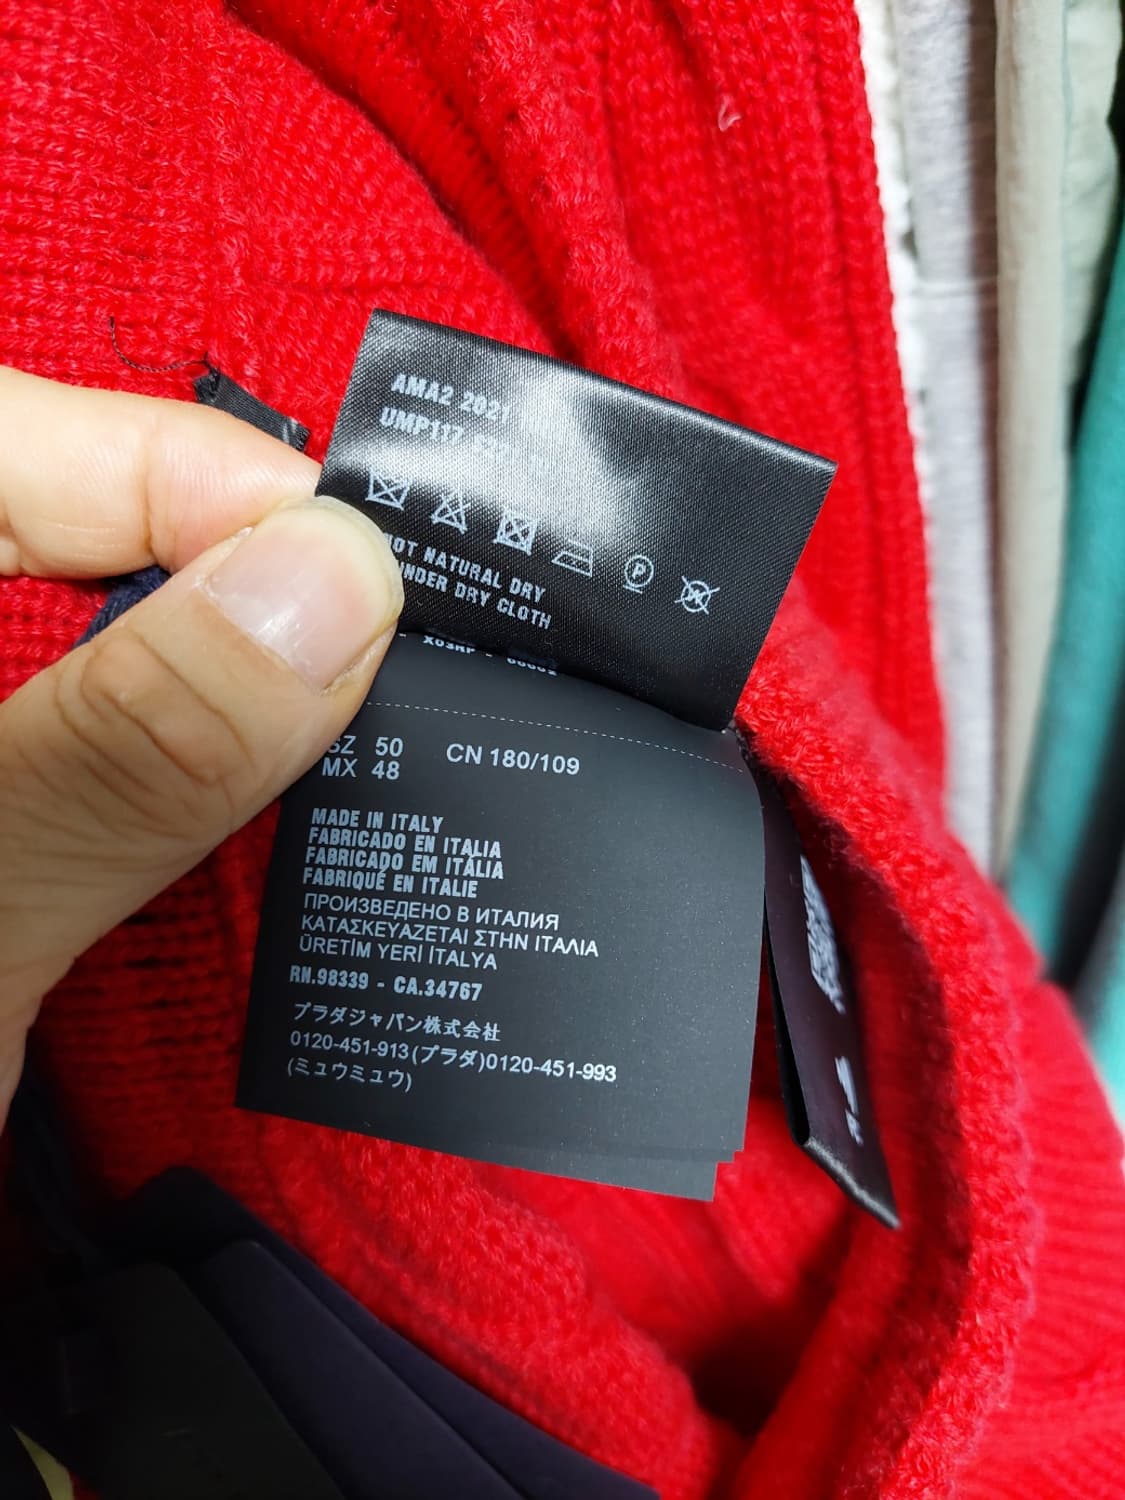 AMA2 2021
UMP117
NOT NATURAL DRY
UNDER DRY CLOTH
SZ 50 CN 180/109
MX 48
MADE IN ITALY
FABRICADO EN ITALIA
FABRICADO EM ITÁLIA
FABRIQUÉ EN ITALIE
ПРОИЗВЕДЕНО В ИТАЛИЯ
ΚΑΤΑΣΚΕΥΑΖΕΤΑΙ ΣΤΗΝ ΙΤΑΛΙΑ
ÜRETİM YERİ İTALYA
RN.98339 - CA.34767
プラダジャパン株式会社
0120-451-913(プラダ)0120-451-993
(ミュウミュウ)